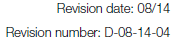 Revision date: 08/14
Revision number: D-08-14-04